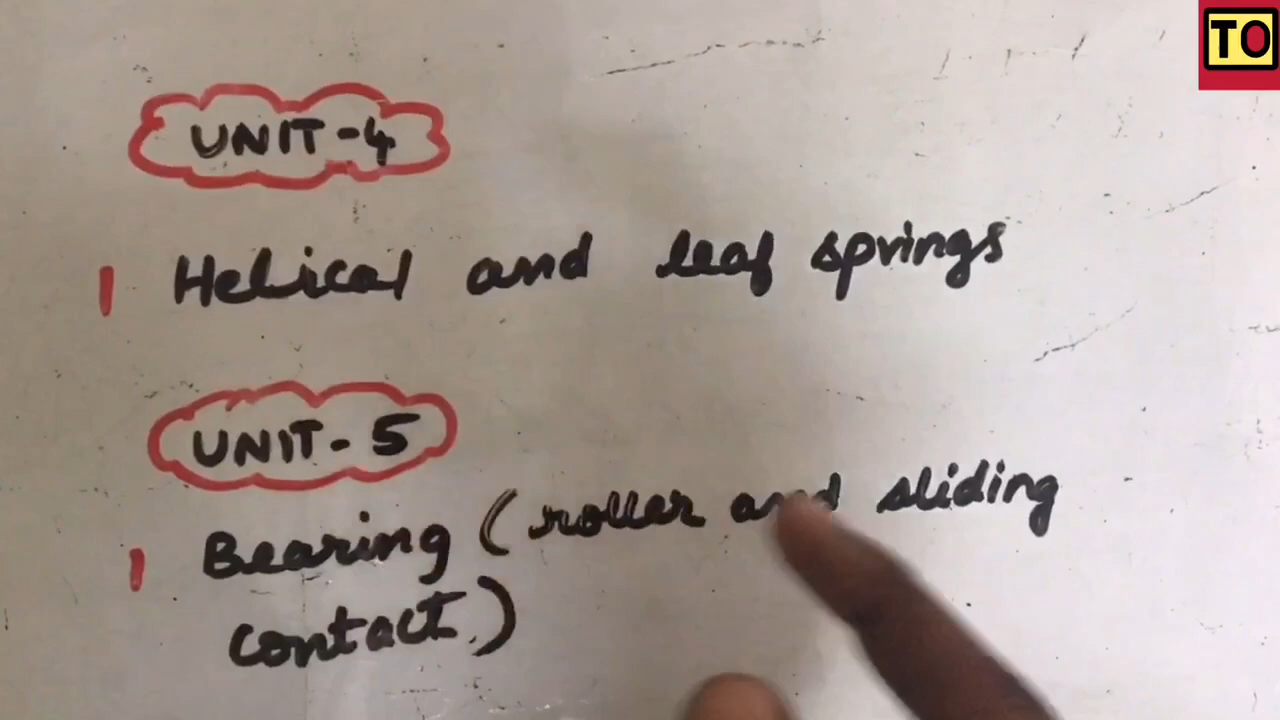 TO
UNIT-4
1 Helical and leaf springs
UNIT-5
1 Bearing (roller and sliding
contact.)